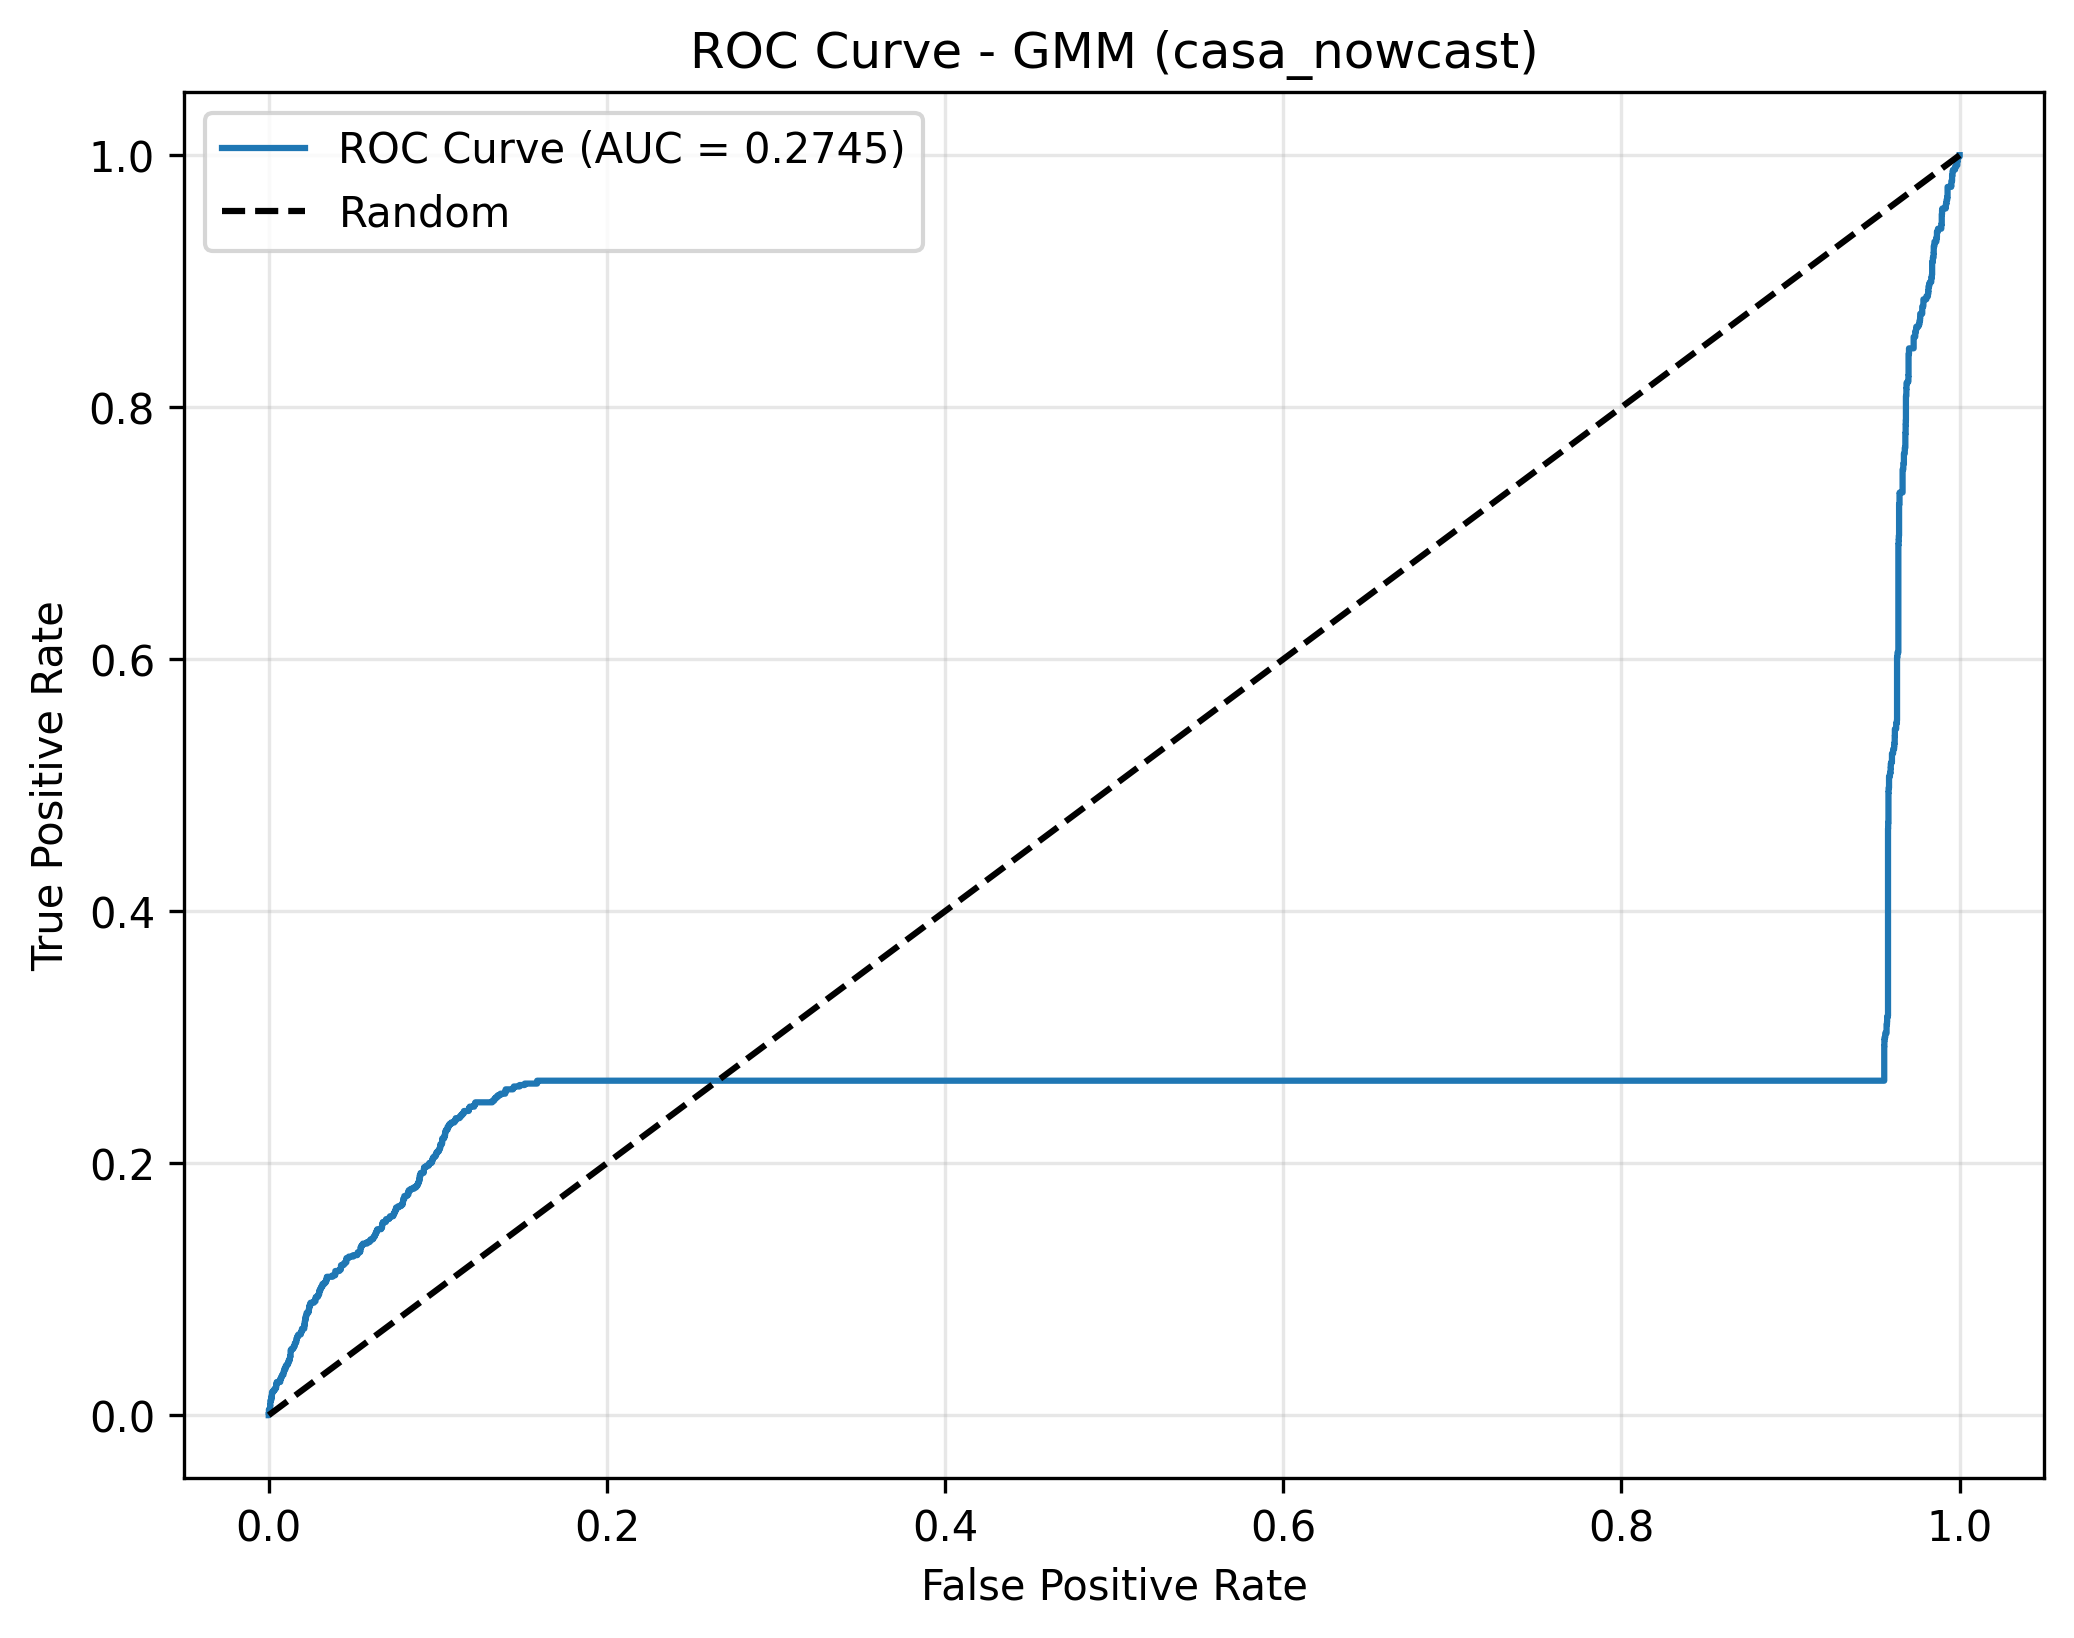 ROC Curve - GMM (casa_nowcast)
ROC Curve (AUC = 0.2745)
Random
1.0
0.8
0.6
0.4
0.2
0.0
True Positive Rate
0.0 0.2 0.4 0.6 0.8 1.0
False Positive Rate